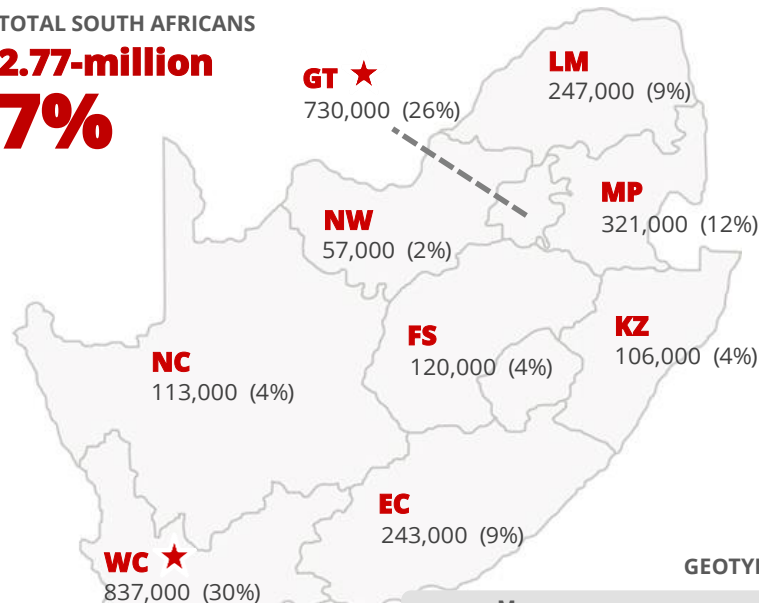 TOTAL SOUTH AFRICANS
2.77-million
7%
GT
730,000 (26%)
LM
247,000 (9%)
MP
321,000 (12%)
NW
57,000 (2%)
KZ
106,000 (4%)
FS
120,000 (4%)
NC
113,000 (4%)
EC
243,000 (9%)
WC
837,000 (30%)